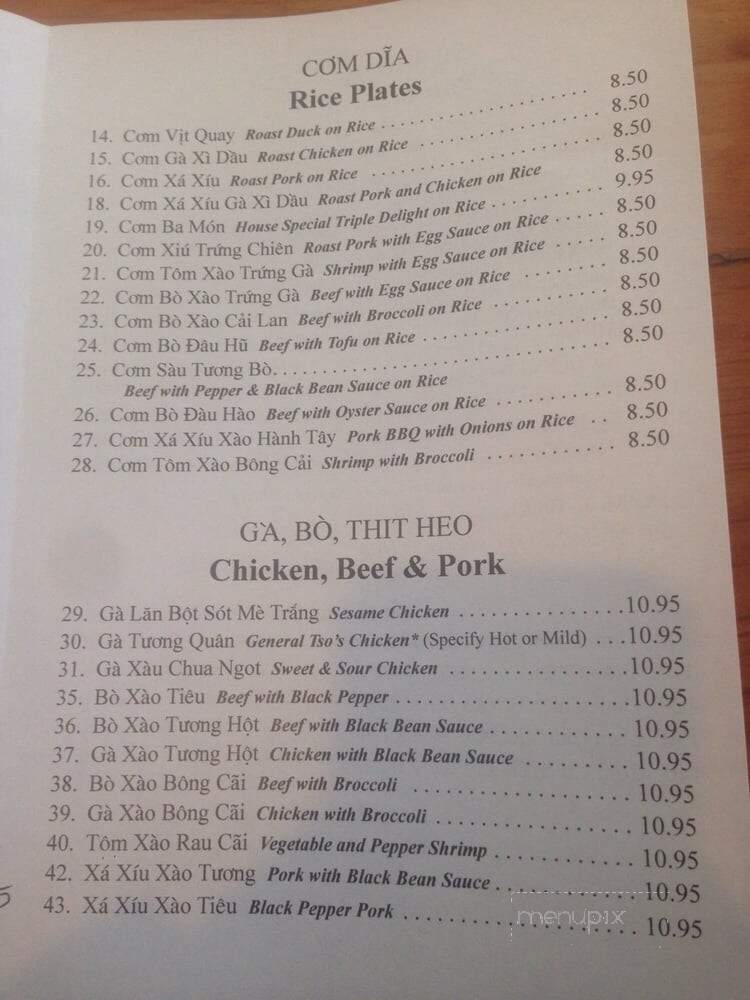 CƠM DĨA
Rice Plates
14. Cơm Vịt Quay Roast Duck on Rice . . . . . . . . . . . . . . . . . . . . . 8.50
15. Cơm Gà Xì Dầu Roast Chicken on Rice . . . . . . . . . . . . . . . . . . 8.50
16. Cơm Xá Xíu Roast Pork on Rice . . . . . . . . . . . . . . . . . . . . . . 8.50
18. Cơm Xá Xíu Gà Xì Dầu Roast Pork and Chicken on Rice 8.50
19. Cơm Ba Món House Special Triple Delight on Rice . . . . . . . . . . 9.95
20. Cơm Xiú Trứng Chiên Roast Pork with Egg Sauce on Rice . . . . 8.50
21. Cơm Tôm Xào Trứng Gà Shrimp with Egg Sauce on Rice . . . . . 8.50
22. Cơm Bò Xào Trứng Gà Beef with Egg Sauce on Rice . . . . . . . . 8.50
23. Cơm Bò Xào Cải Lan Beef with Broccoli on Rice . . . . . . . . . . 8.50
24. Cơm Bò Đâu Hũ Beef with Tofu on Rice . . . . . . . . . . . . . . . . 8.50
25. Cơm Sàu Tương Bò. . . . . . . . . . . . . . . . . . . . . . . . . . . . . . . 8.50
Beef with Pepper & Black Bean Sauce on Rice
26. Cơm Bò Đàu Hào Beef with Oyster Sauce on Rice . . . . . . . . . . 8.50
27. Cơm Xá Xíu Xào Hành Tây Pork BBQ with Onions on Rice . . 8.50
28. Cơm Tôm Xào Bông Cải Shrimp with Broccoli . . . . . . . . . . . . 8.50
G̀A, BÒ, THIT HEO
Chicken, Beef & Pork
29. Gà Lăn Bột Sót Mè Trắng Sesame Chicken . . . . . . . . . . . . . . . . .10.95
30. Gà Tương Quân General Tso's Chicken* (Specify Hot or Mild) . . .10.95
31. Gà Xàu Chua Ngot Sweet & Sour Chicken . . . . . . . . . . . . . . . . .10.95
35. Bò Xào Tiêu Beef with Black Pepper . . . . . . . . . . . . . . . . . . . . . .10.95
36. Bò Xào Tương Hột Beef with Black Bean Sauce . . . . . . . . . . . . . 10.95
37. Gà Xào Tương Hột Chicken with Black Bean Sauce . . . . . . . . . . 10.95
38. Bò Xào Bông Cãi Beef with Broccoli . . . . . . . . . . . . . . . . . . . . 10.95
39. Gà Xào Bông Cãi Chicken with Broccoli . . . . . . . . . . . . . . . . . . 10.95
40. Tôm Xào Rau Cãi Vegetable and Pepper Shrimp . . . . . . . . . . . . 10.95
42. Xá Xíu Xào Tương Pork with Black Bean Sauce . . . . . . . . . . . . 10.95
43. Xá Xíu Xào Tiêu Black Pepper Pork . . . . . . . . . . . . . . . . . . . . 10.95
menupix
5